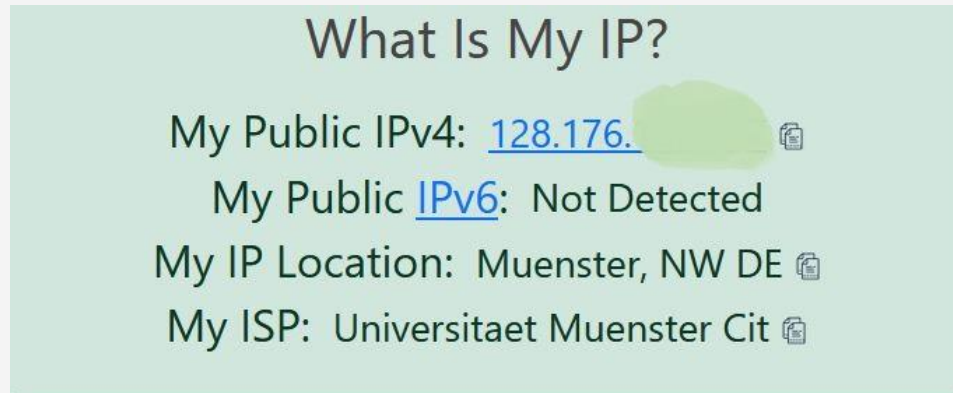 What Is My IP?
My Public IPv4: 128.176.
My Public IPv6: Not Detected
My IP Location: Muenster, NW DE
My ISP: Universitaet Muenster Cit